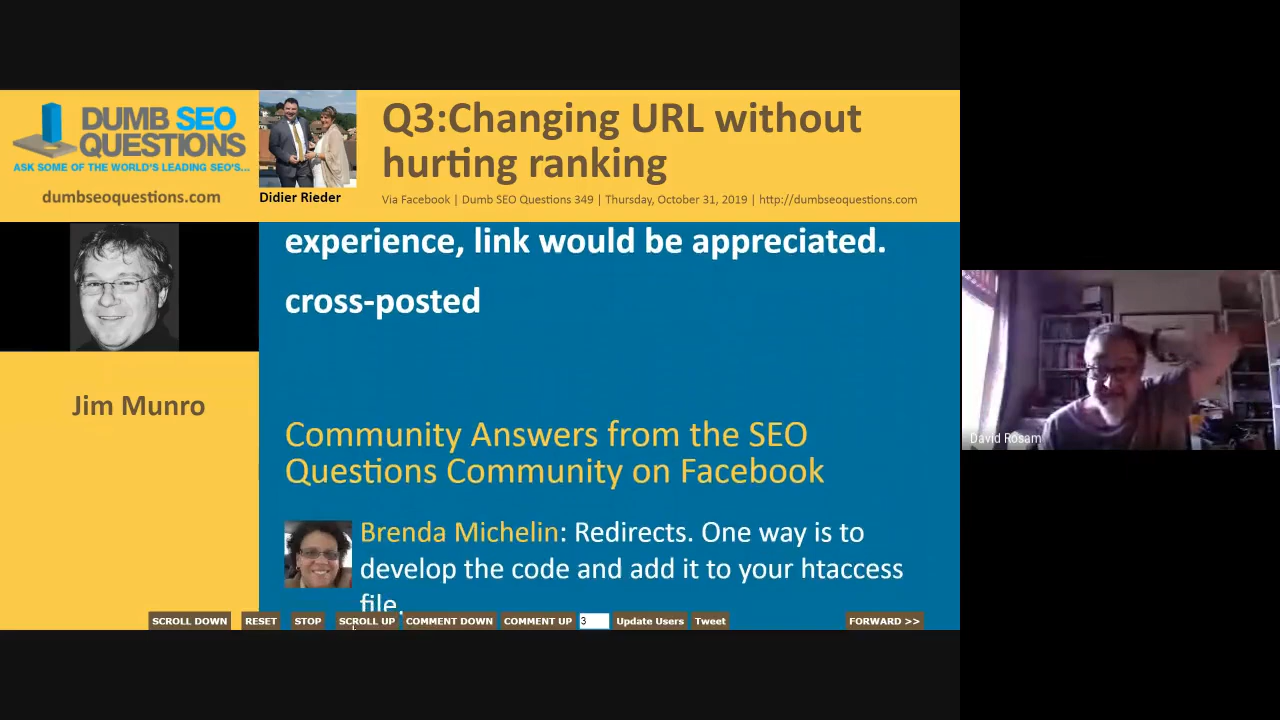 DUMB SEO
QUESTIONS
ASK SOME OF THE WORLD'S LEADING SEO'S...
dumbseoquestions.com
Didier Rieder
Q3:Changing URL without
hurting ranking
Via Facebook | Dumb SEO Questions 349 | Thursday, October 31, 2019 | http://dumbseoquestions.com
Jim Munro
experience, link would be appreciated.
cross-posted
Community Answers from the SEO
Questions Community on Facebook
Brenda Michelin: Redirects. One way is to
develop the code and add it to your htaccess
file.
SCROLL DOWN RESET STOP SCROLL UP COMMENT DOWN COMMENT UP 3 Update Users Tweet FORWARD >>
David Rosam